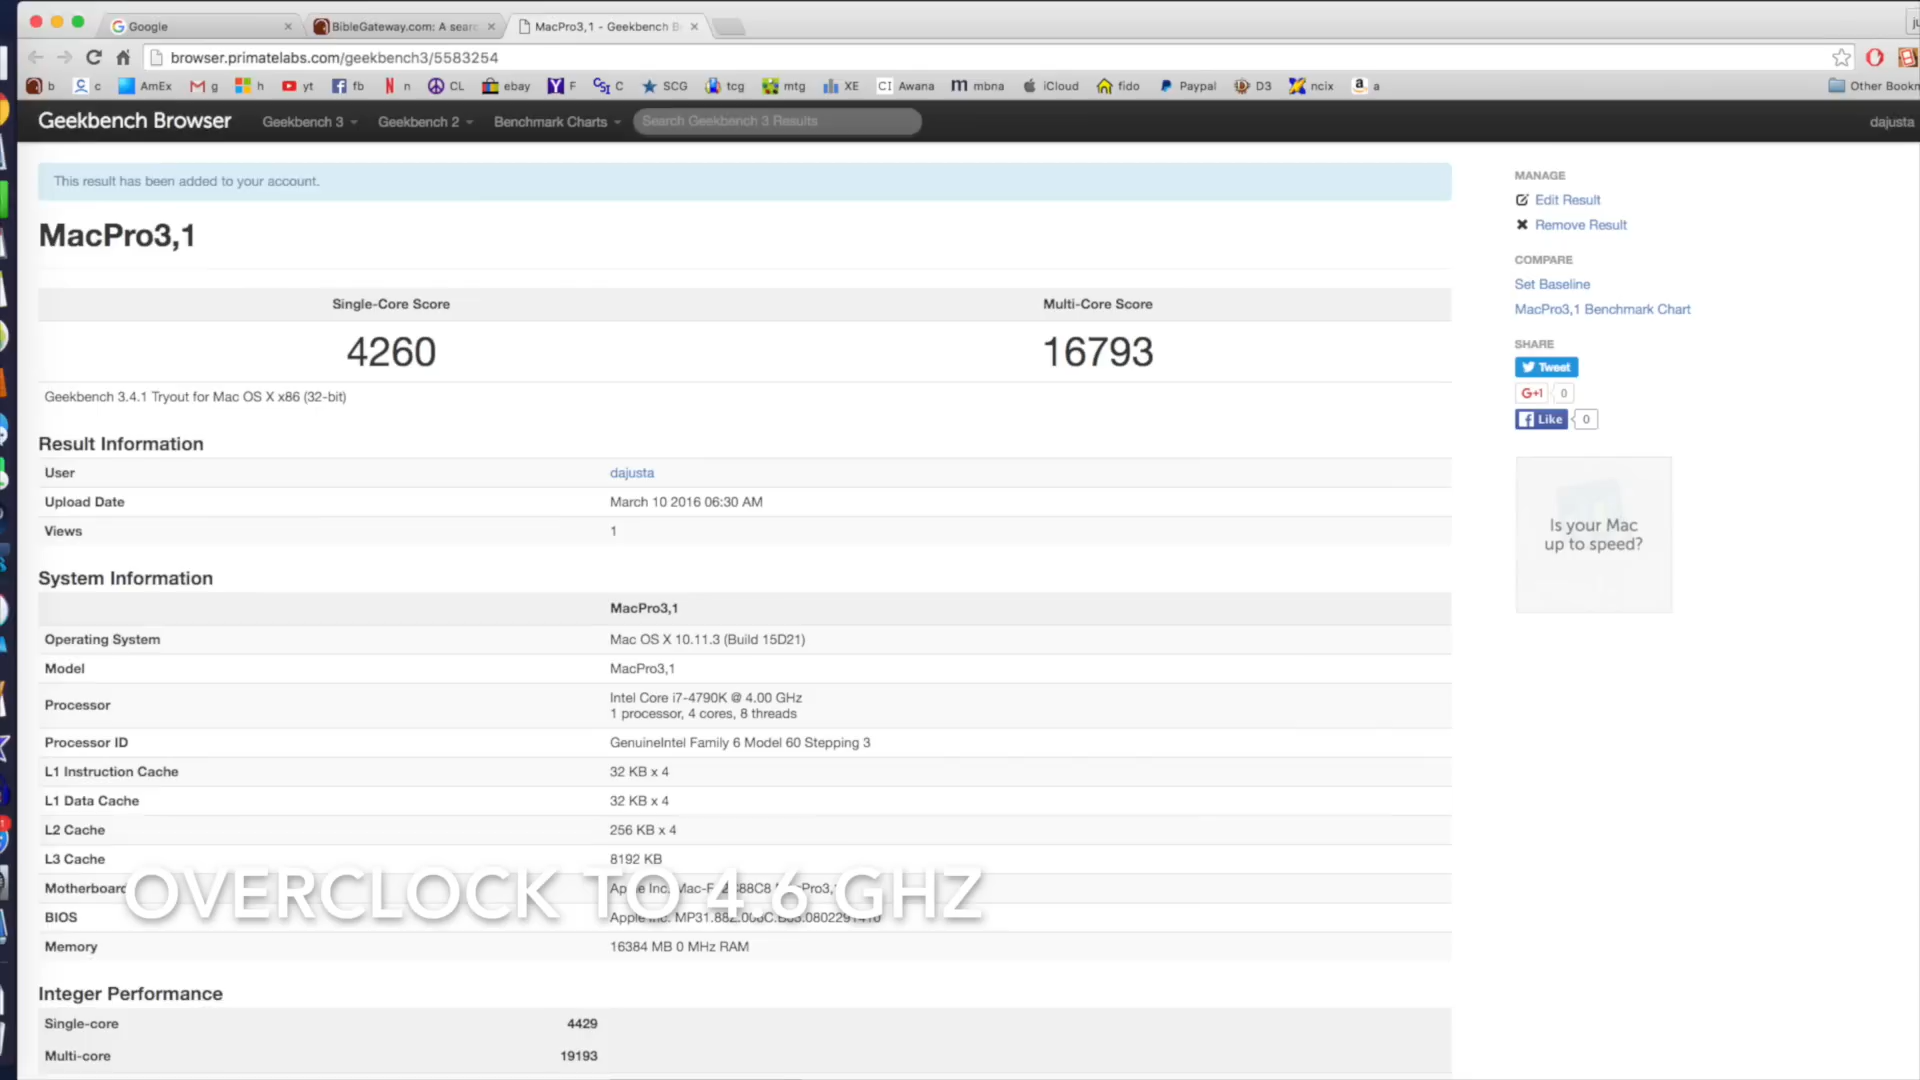 Google
BibleGateway.com: A sear
MacPro3,1 - Geekbench B
browser.primatelabs.com/geekbench3/5583254
b c AmEx g h yt fb n CL ebay F C SCG tcg mtg XE Awana mbna iCloud fido Paypal D3 ncix a Other Bookn
Geekbench Browser Geekbench 3 Geekbench 2 Benchmark Charts Search Geekbench 3 Results dajusta
This result has been added to your account.
MacPro3,1
Single-Core Score Multi-Core Score
4260 16793
Geekbench 3.4.1 Tryout for Mac OS X x86 (32-bit)
Result Information
User dajusta
Upload Date March 10 2016 06:30 AM
Views 1
System Information
MacPro3,1
Operating System Mac OS X 10.11.3 (Build 15D21)
Model MacPro3,1
Processor Intel Core i7-4790K @ 4.00 GHz
1 processor, 4 cores, 8 threads
Processor ID GenuineIntel Family 6 Model 60 Stepping 3
L1 Instruction Cache 32 KB x 4
L1 Data Cache 32 KB x 4
L2 Cache 256 KB x 4
L3 Cache 8192 KB
OVERCLOCK TO 4.6 GHZ
Motherboard Apple Inc.
BIOS Apple Inc.
Memory 16384 MB 0 MHz RAM
Integer Performance
Single-core 4429
Multi-core 19193
MANAGE
Edit Result
Remove Result
COMPARE
Set Baseline
MacPro3,1 Benchmark Chart
SHARE
Tweet
G+1 0
Like 0
Is your Mac
up to speed?